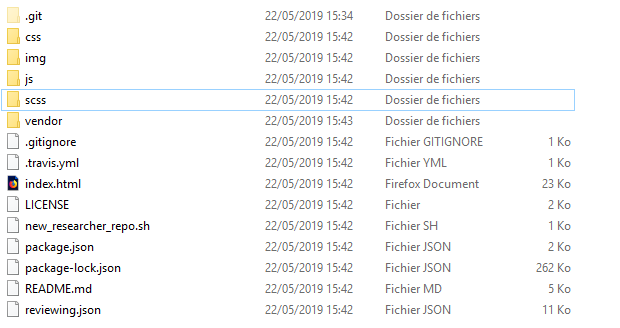 .git 22/05/2019 15:34 Dossier de fichiers
css 22/05/2019 15:42 Dossier de fichiers
img 22/05/2019 15:42 Dossier de fichiers
js 22/05/2019 15:42 Dossier de fichiers
scss 22/05/2019 15:42 Dossier de fichiers
vendor 22/05/2019 15:43 Dossier de fichiers
.gitignore 22/05/2019 15:42 Fichier GITIGNORE 1 Ko
.travis.yml 22/05/2019 15:42 Fichier YML 1 Ko
index.html 22/05/2019 15:42 Firefox Document 23 Ko
LICENSE 22/05/2019 15:42 Fichier 2 Ko
new_researcher_repo.sh 22/05/2019 15:42 Fichier SH 1 Ko
package.json 22/05/2019 15:42 Fichier JSON 2 Ko
package-lock.json 22/05/2019 15:42 Fichier JSON 262 Ko
README.md 22/05/2019 15:42 Fichier MD 5 Ko
reviewing.json 22/05/2019 15:42 Fichier JSON 11 Ko